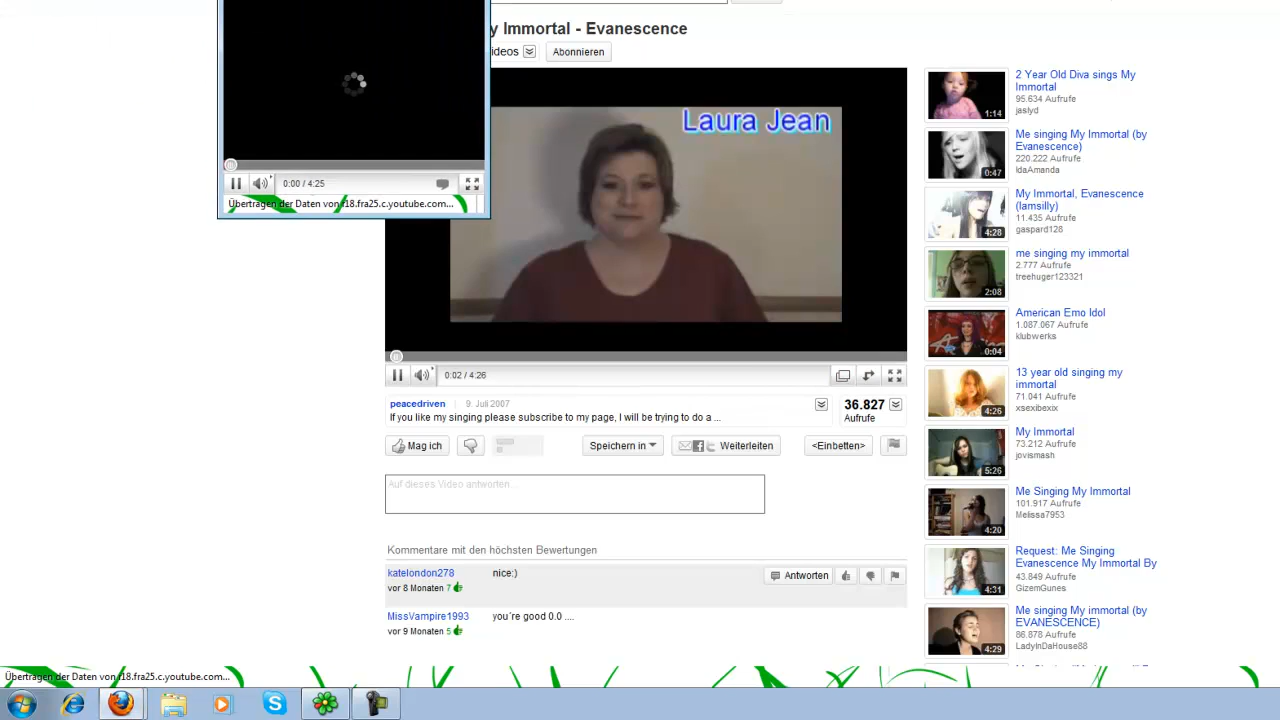 y Immortal - Evanescence
ideos
Abonnieren
Laura Jean
0:00 / 4:25
Übertragen der Daten von i18.fra25.c.youtube.com...
0:02 / 4:26
peacedriven
9. Juli 2007
If you like my singing please subscribe to my page, I will be trying to do a ...
36.827
Aufrufe
Mag ich
Speichern in
Weiterleiten
<Einbetten>
Auf dieses Video antworten...
Kommentare mit den höchsten Bewertungen
katelondon278
nice:)
vor 8 Monaten 7
Antworten
MissVampire1993
you´re good 0.0 ....
vor 9 Monaten 5
2 Year Old Diva sings My
Immortal
95.634 Aufrufe
jaslyd
1:14
Me singing My Immortal (by
Evanescence)
220.222 Aufrufe
IdaAmanda
0:47
My Immortal, Evanescence
(Iamsilly)
11.435 Aufrufe
gaspard128
4:28
me singing my immortal
2.777 Aufrufe
treehuger123321
2:08
American Emo Idol
1.087.067 Aufrufe
klubwerks
0:04
13 year old singing my
immortal
71.041 Aufrufe
xsexibexix
4:26
My Immortal
73.212 Aufrufe
jovismash
5:26
Me Singing My Immortal
101.917 Aufrufe
Melissa7953
4:20
Request: Me Singing
Evanescence My Immortal By
43.849 Aufrufe
GizemGunes
4:31
Me singing My immortal (by
EVANESCENCE)
86.878 Aufrufe
LadyInDaHouse88
4:29
Übertragen der Daten von i18.fra25.c.youtube.com